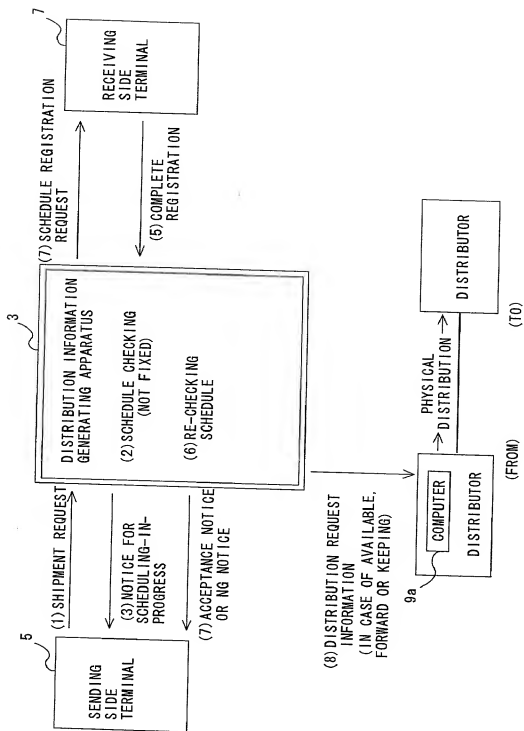 5
SENDING
SIDE
TERMINAL
(1)SHIPMENT REQUEST
(3)NOTICE FOR
SCHEDULING-IN-
PROGRESS
(7)ACCEPTANCE NOTICE
OR NG NOTICE
3
DISTRIBUTION INFORMATION
GENERATING APPARATUS
(2)SCHEDULE CHECKING
(NOT FIXED)
(6)RE-CHECKING
SCHEDULE
(7)SCHEDULE REGISTRATION
REQUEST
(5)COMPLETE
REGISTRATION
7
RECEIVING
SIDE
TERMINAL
(8)DISTRIBUTION REQUEST
INFORMATION
(IN CASE OF AVAILABLE,
FORWARD OR KEEPING)
9a
COMPUTER
DISTRIBUTOR
(FROM)
PHYSICAL
DISTRIBUTION
DISTRIBUTOR
(TO)